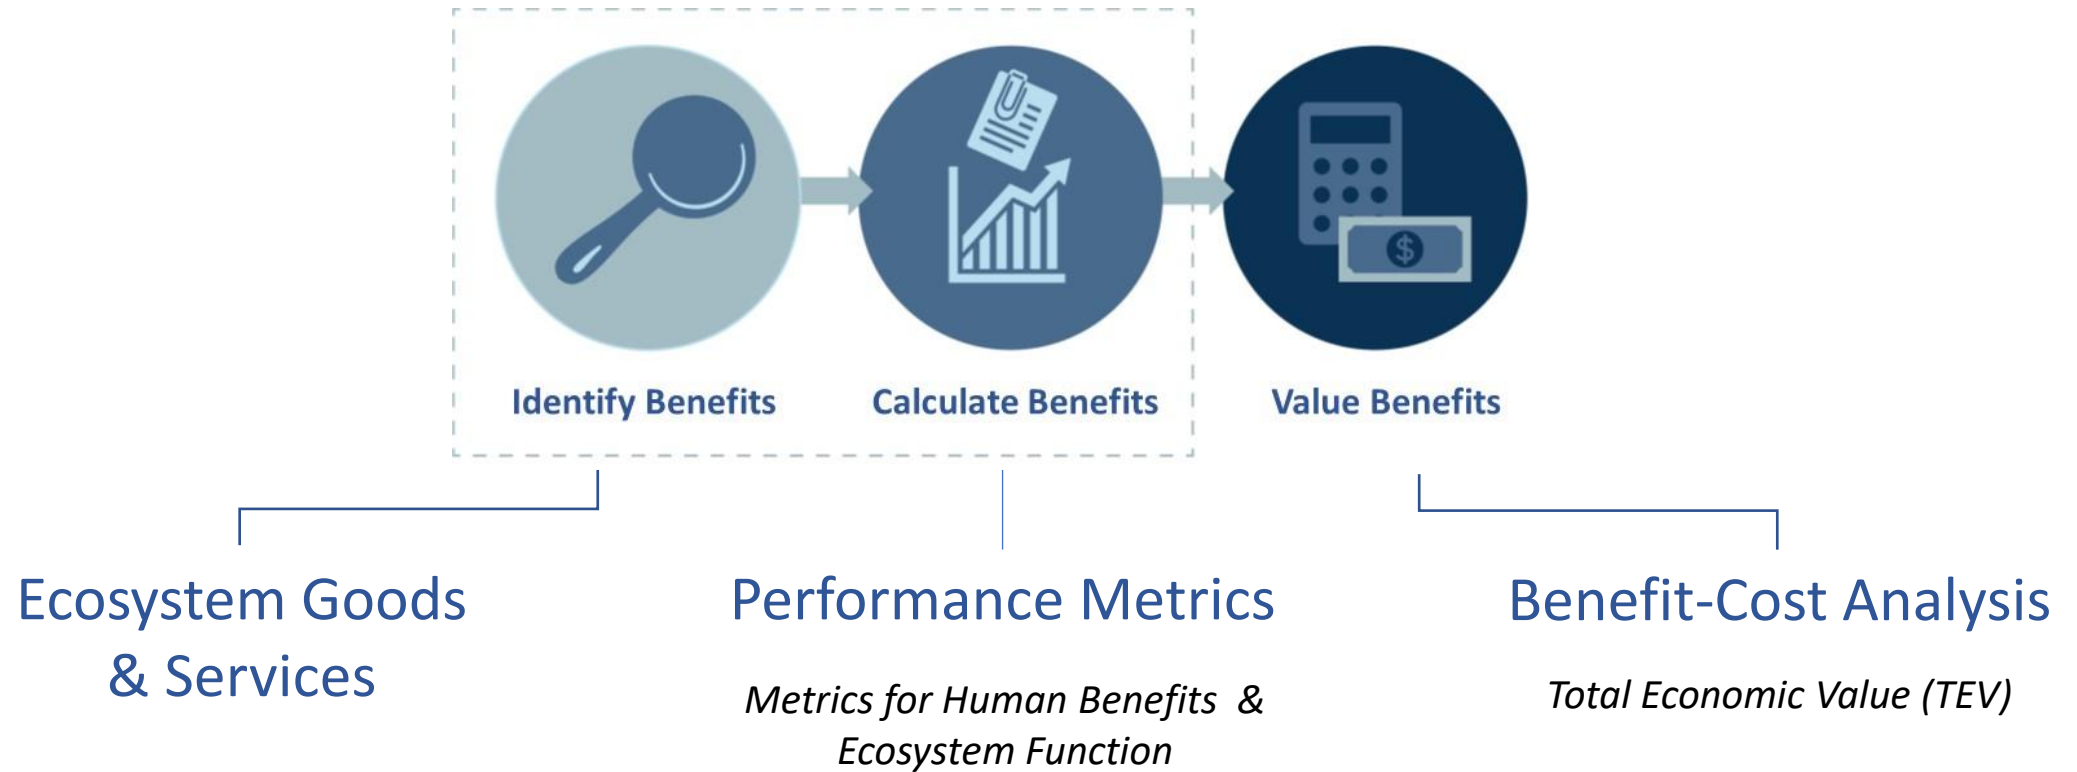 $
Identify Benefits
Calculate Benefits
Value Benefits
Ecosystem Goods
& Services
Performance Metrics
Metrics for Human Benefits &
Ecosystem Function
Benefit-Cost Analysis
Total Economic Value (TEV)